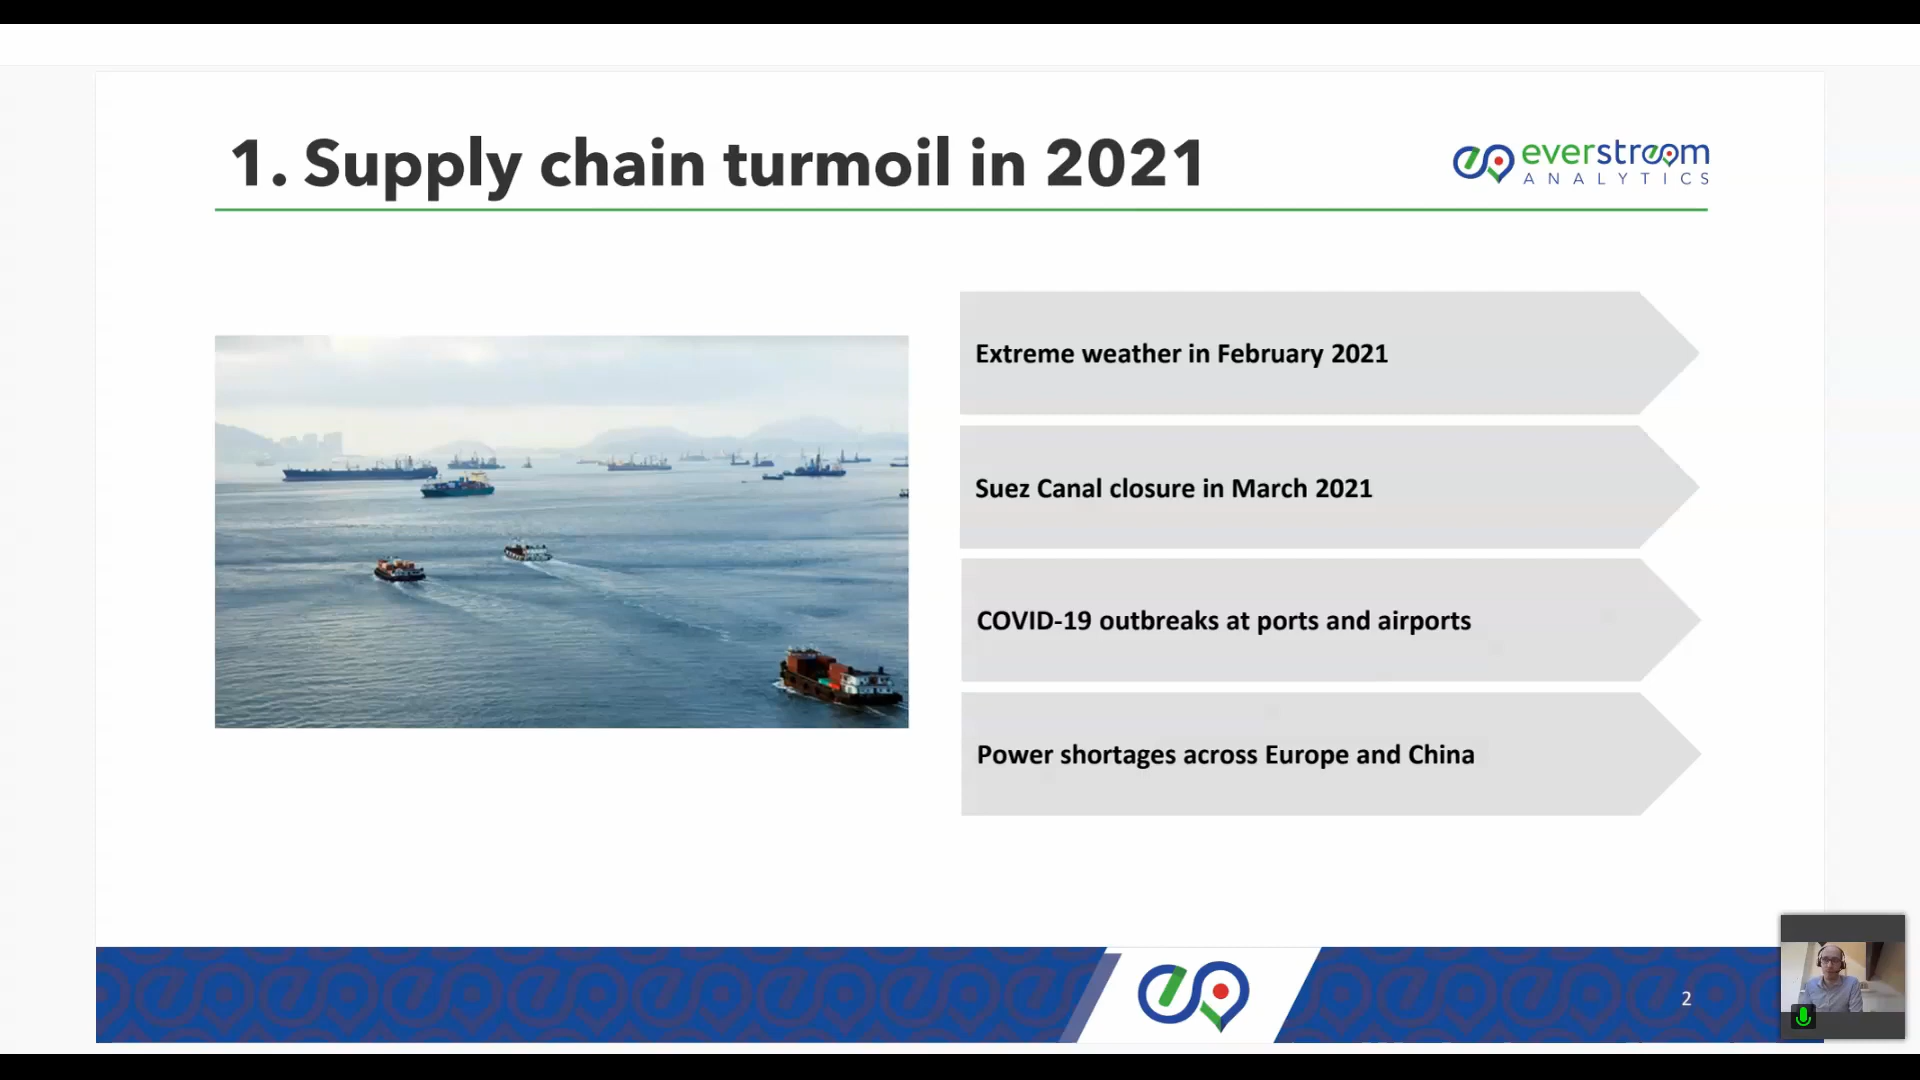 1. Supply chain turmoil in 2021
everstream
ANALYTICS
Extreme weather in February 2021
Suez Canal closure in March 2021
COVID-19 outbreaks at ports and airports
Power shortages across Europe and China
2